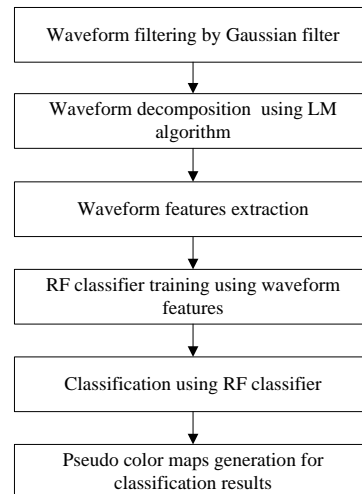 Waveform filtering by Gaussian filter
Waveform decomposition using LM
algorithm
Waveform features extraction
RF classifier training using waveform
features
Classification using RF classifier
Pseudo color maps generation for
classification results